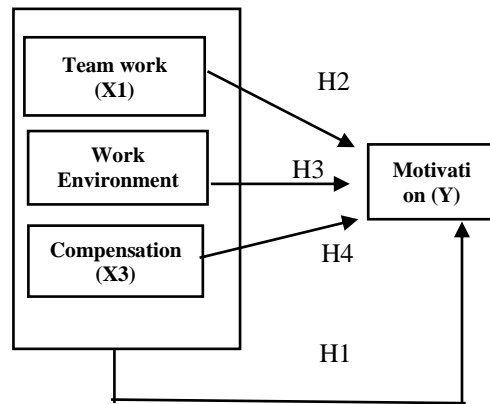 Team work
(X1)
H2
Work
Environment
H3
Motivati
on (Y)
Compensation
(X3)
H4
H1